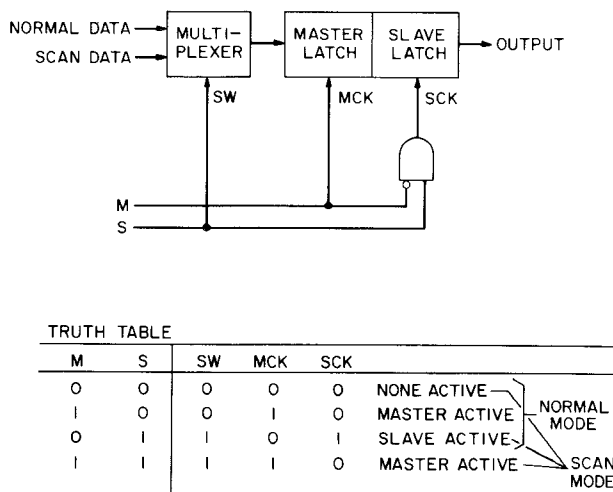 NORMAL DATA
SCAN DATA
MULTI-
PLEXER
MASTER
LATCH
SLAVE
LATCH
OUTPUT
SW
MCK
SCK
M
S
TRUTH TABLE
M S SW MCK SCK
0 0 0 0 0 NONE ACTIVE
1 0 0 1 0 MASTER ACTIVE
NORMAL
MODE
0 1 1 0 1 SLAVE ACTIVE
1 1 1 1 0 MASTER ACTIVE
SCAN
MODE